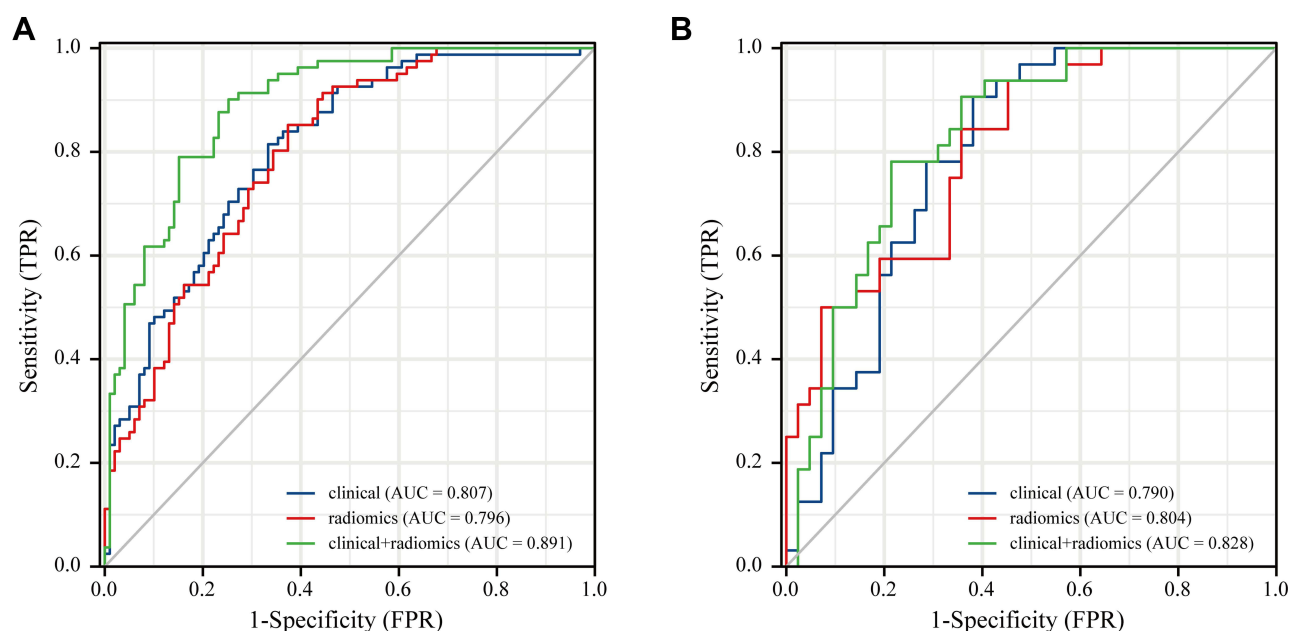 A
Sensitivity (TPR)
1.0
0.8
0.6
0.4
0.2
0.0
clinical (AUC = 0.807)
radiomics (AUC = 0.796)
clinical+radiomics (AUC = 0.891)
0.0 0.2 0.4 0.6 0.8 1.0
1-Specificity (FPR)
B
Sensitivity (TPR)
1.0
0.8
0.6
0.4
0.2
0.0
clinical (AUC = 0.790)
radiomics (AUC = 0.804)
clinical+radiomics (AUC = 0.828)
0.0 0.2 0.4 0.6 0.8 1.0
1-Specificity (FPR)